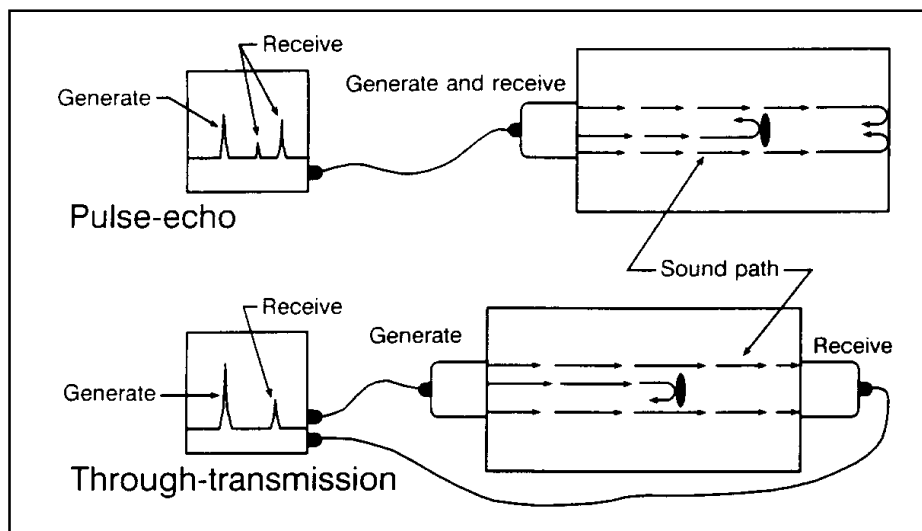 Receive
Generate
Generate and receive
Pulse-echo
Sound path
Receive
Generate
Receive
Generate
Through-transmission